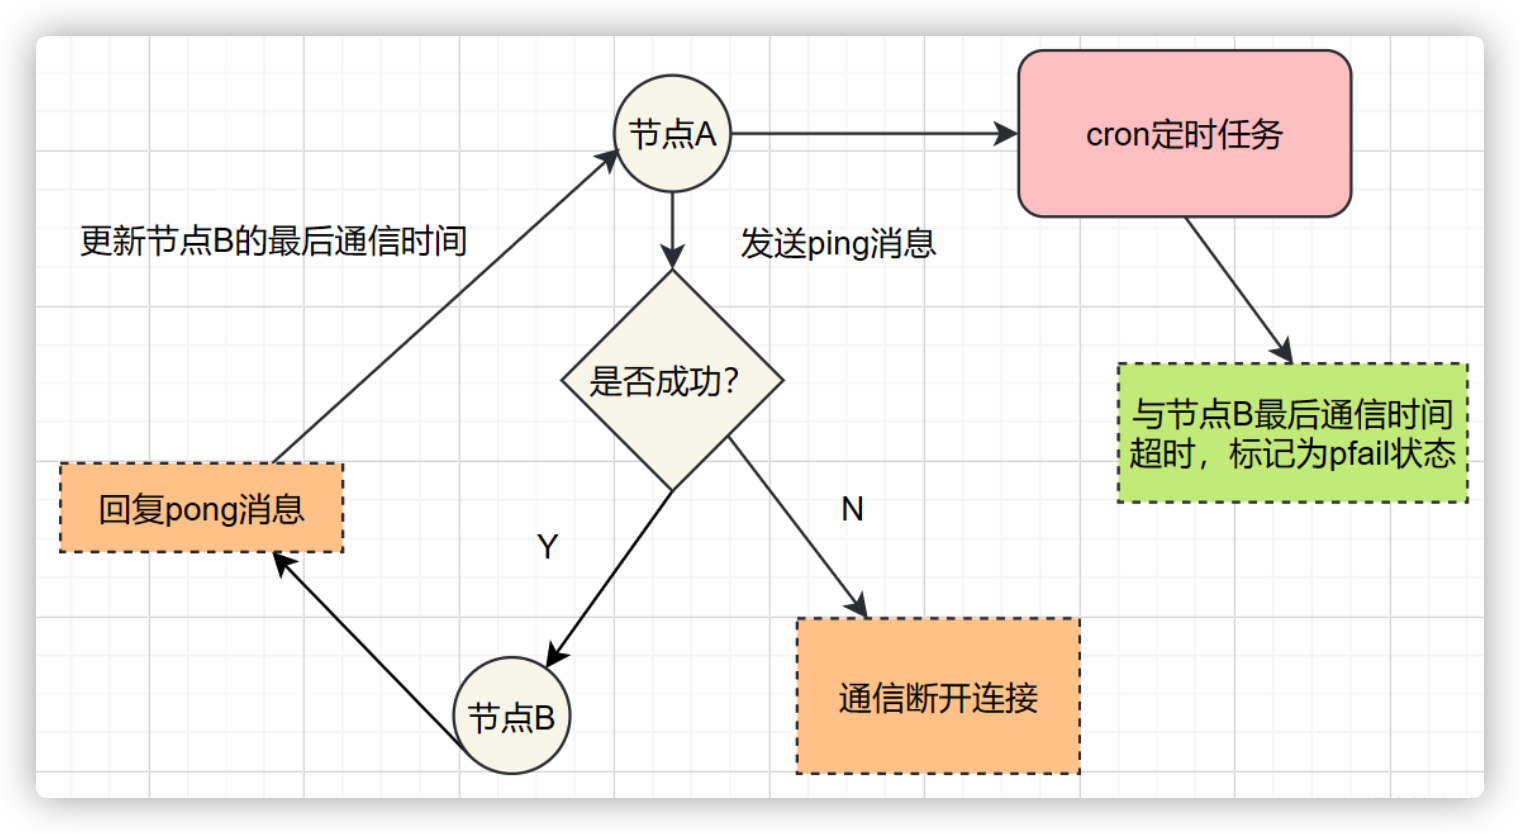 节点A
cron定时任务
更新节点B的最后通信时间
发送ping消息
是否成功?
与节点B最后通信时间
超时，标记为pfail状态
回复pong消息
N
Y
节点B
通信断开连接